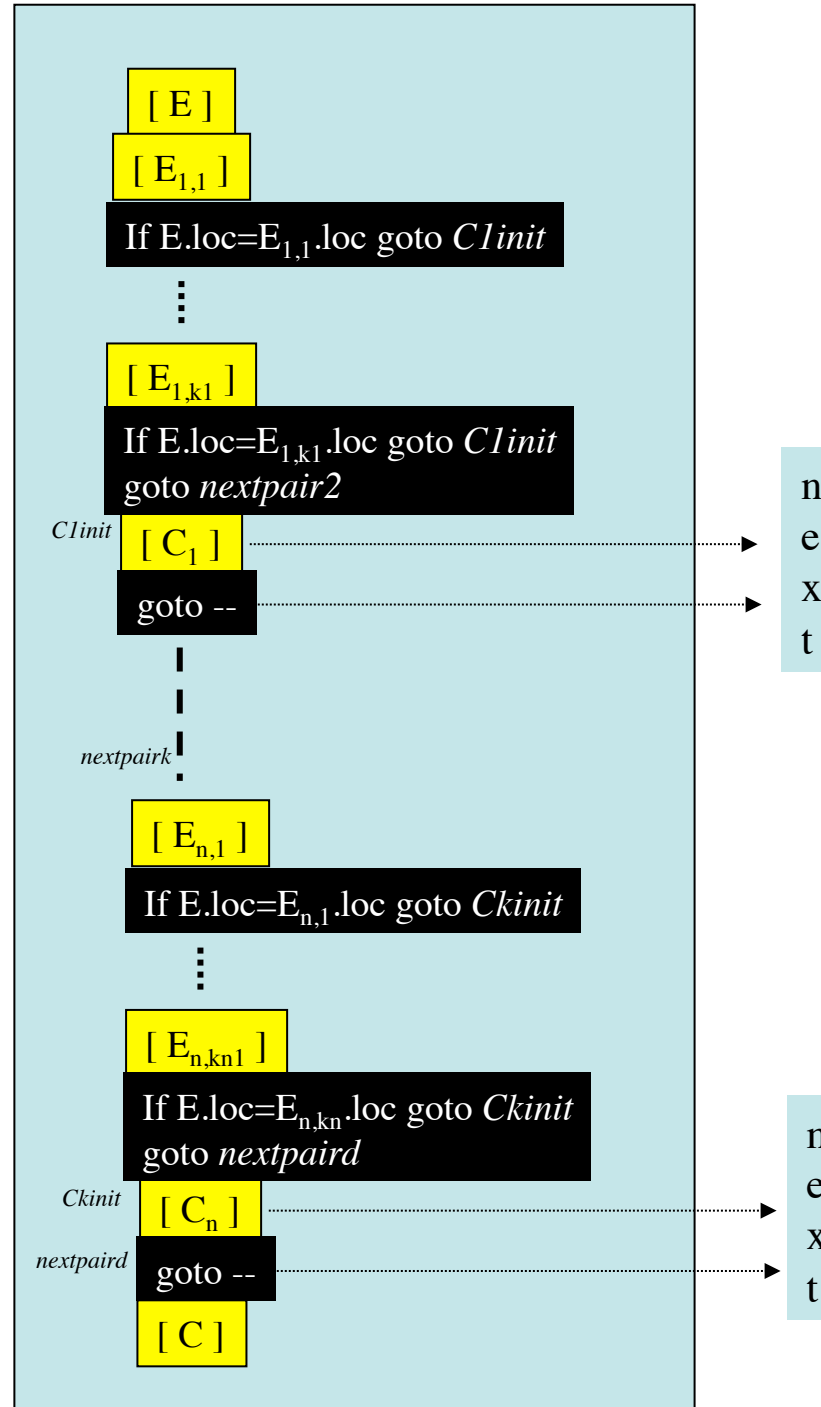 [ E ]
[ E1,1 ]
If E.loc=E1,1.loc goto C1init
[ E1,k1 ]
If E.loc=E1,k1.loc goto C1init
goto nextpair2
C1init
[ C1 ]
goto --
n
e
x
t
nextpairk
[ En,1 ]
If E.loc=En,1.loc goto Ckinit
[ En,kn1 ]
If E.loc=En,kn.loc goto Ckinit
goto nextpaird
Ckinit
[ Cn ]
nextpaird
goto --
n
e
x
t
[ C ]